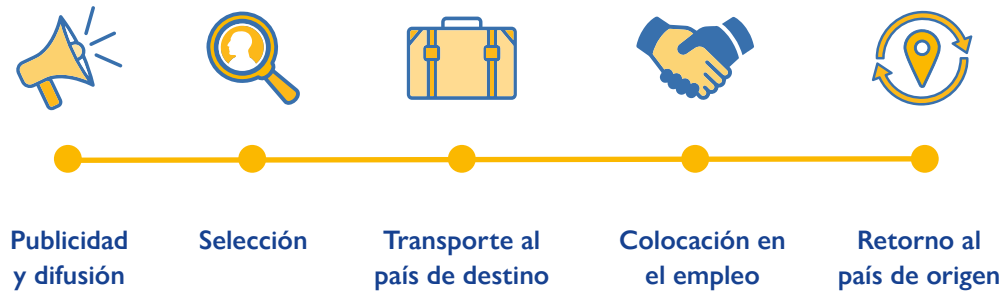 Publicidad
y difusión
Selección
Transporte al
país de destino
Colocación en
el empleo
Retorno al
país de origen